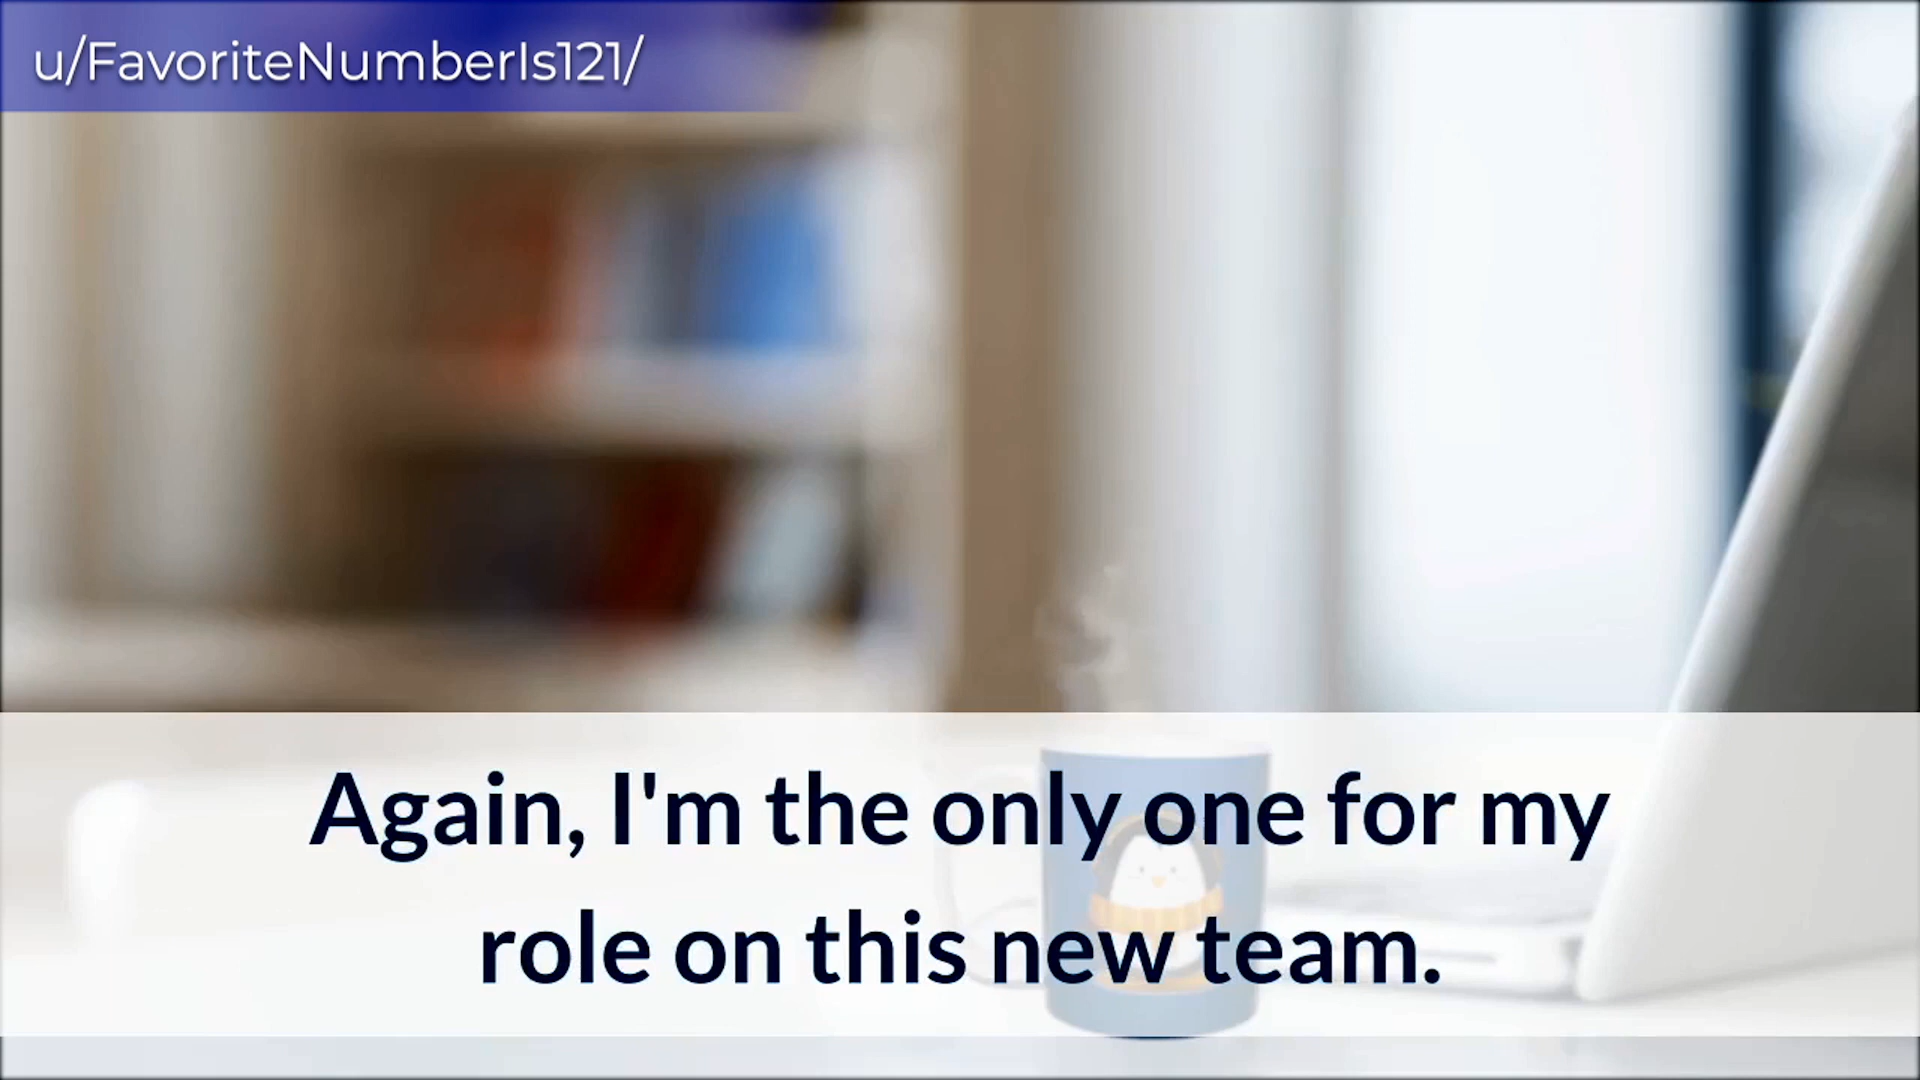 u/FavoriteNumberIs121/
Again, I'm the only one for my
role on this new team.